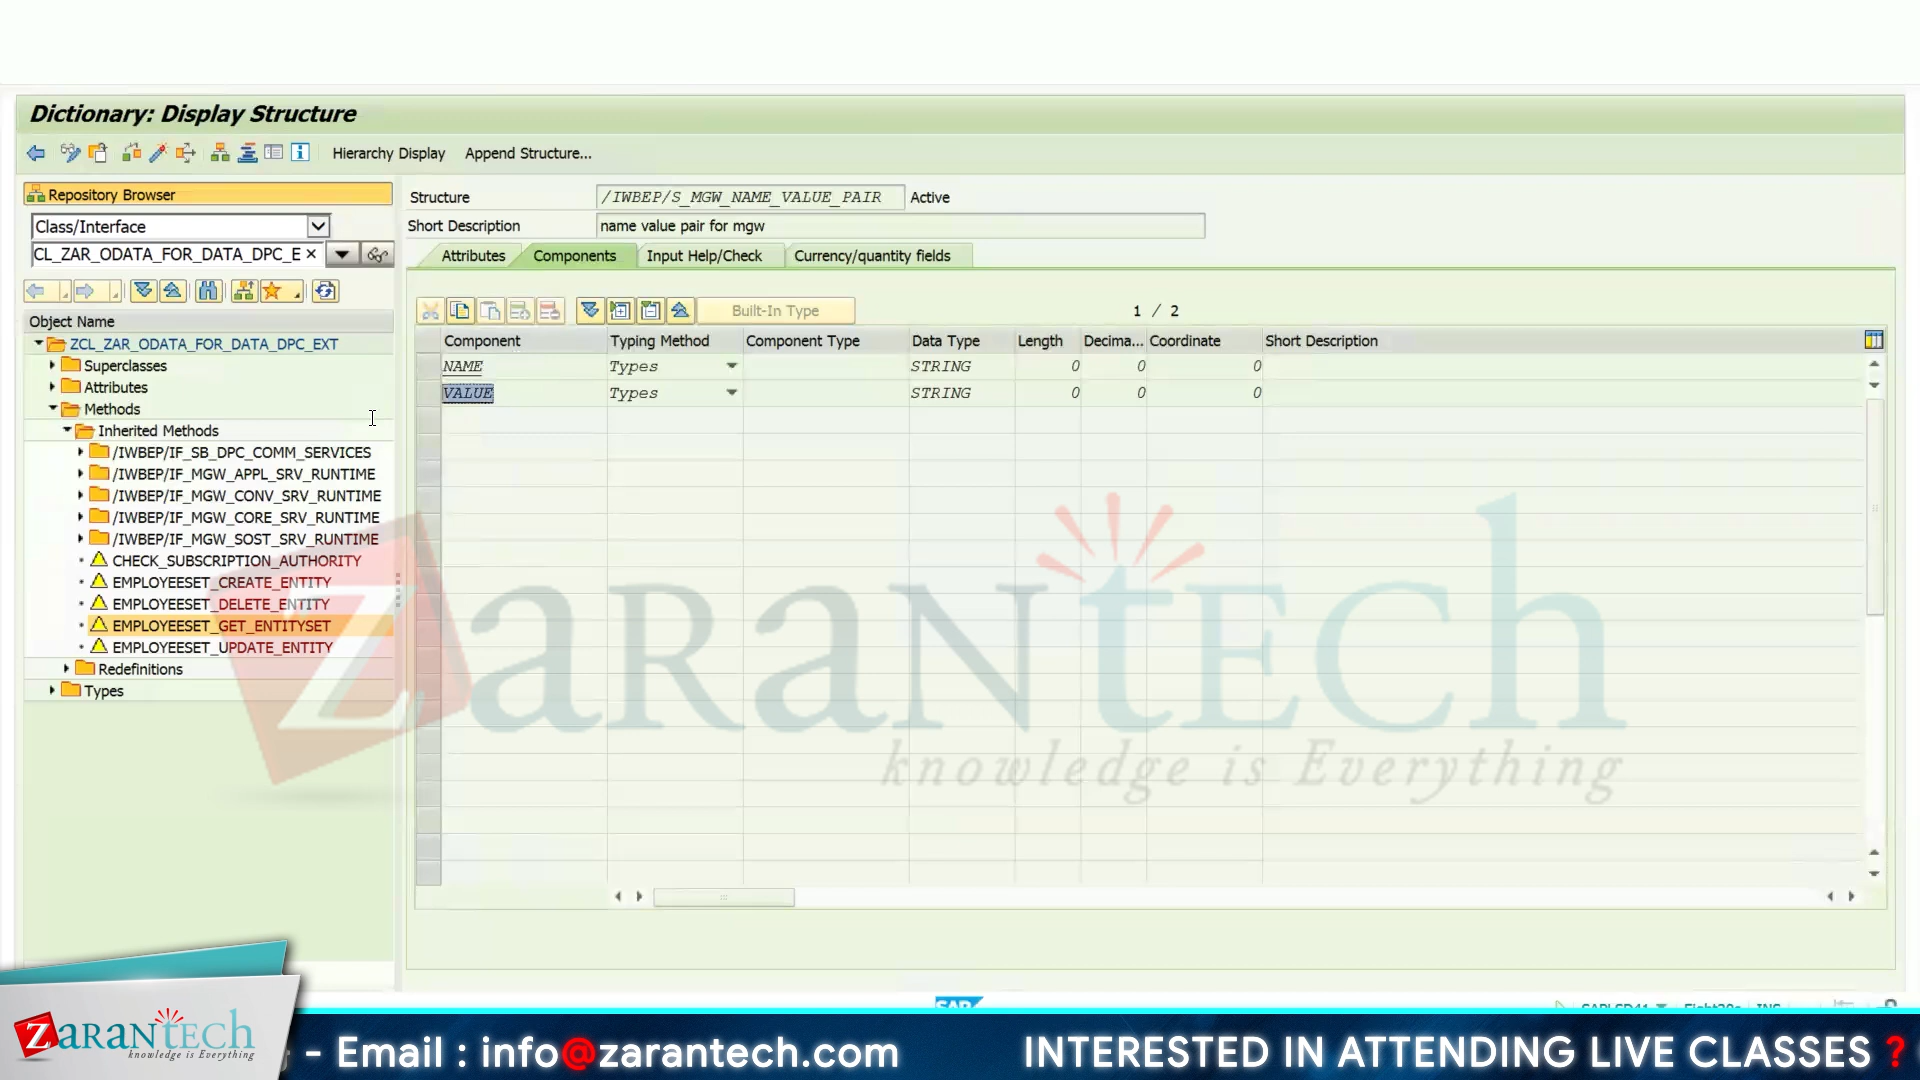 Dictionary: Display Structure
Hierarchy Display Append Structure...
Repository Browser
Class/Interface
CL_ZAR_ODATA_FOR_DATA_DPC_E
Object Name
ZCL_ZAR_ODATA_FOR_DATA_DPC_EXT
Superclasses
Attributes
Methods
Inherited Methods
/IWBEP/IF_SB_DPC_COMM_SERVICES
/IWBEP/IF_MGW_APPL_SRV_RUNTIME
/IWBEP/IF_MGW_CONV_SRV_RUNTIME
/IWBEP/IF_MGW_CORE_SRV_RUNTIME
/IWBEP/IF_MGW_SOST_SRV_RUNTIME
CHECK_SUBSCRIPTION_AUTHORITY
EMPLOYEESET_CREATE_ENTITY
EMPLOYEESET_DELETE_ENTITY
EMPLOYEESET_GET_ENTITYSET
EMPLOYEESET_UPDATE_ENTITY
Redefinitions
Types
Structure /IWBEP/S_MGW_NAME_VALUE_PAIR Active
Short Description name value pair for mgw
Attributes Components Input Help/Check Currency/quantity fields
Built-In Type 1 / 2
Component Typing Method Component Type Data Type Length Decima... Coordinate Short Description
NAME Types STRING 0 0 0
VALUE Types STRING 0 0 0
ZARANTECH
knowledge is Everything
SAP
ZARANTECH
knowledge is Everything
- Email : info@zarantech.com INTERESTED IN ATTENDING LIVE CLASSES ?